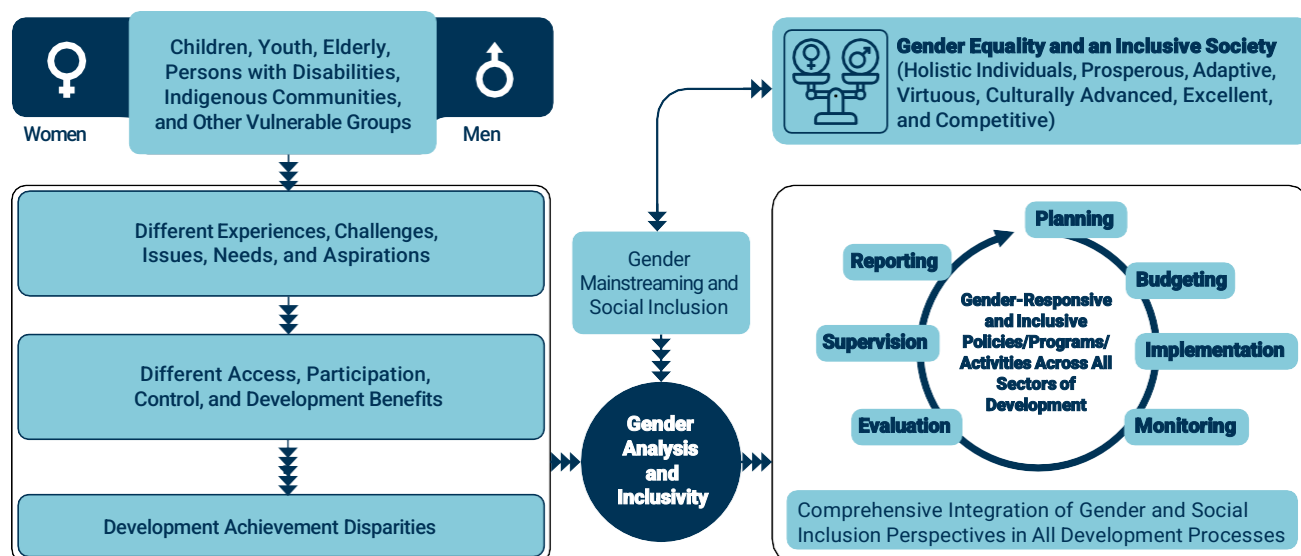 Women
Children, Youth, Elderly,
Persons with Disabilities,
Indigenous Communities,
and Other Vulnerable Groups
Men
Different Experiences, Challenges,
Issues, Needs, and Aspirations
Different Access, Participation,
Control, and Development Benefits
Development Achievement Disparities
Gender
Mainstreaming and
Social Inclusion
Gender
Analysis
and
Inclusivity
Gender Equality and an Inclusive Society
(Holistic Individuals, Prosperous, Adaptive,
Virtuous, Culturally Advanced, Excellent,
and Competitive)
Planning
Budgeting
Implementation
Monitoring
Evaluation
Supervision
Reporting
Gender-Responsive
and Inclusive
Policies/Programs/
Activities Across All
Sectors of
Development
Comprehensive Integration of Gender and Social
Inclusion Perspectives in All Development Processes